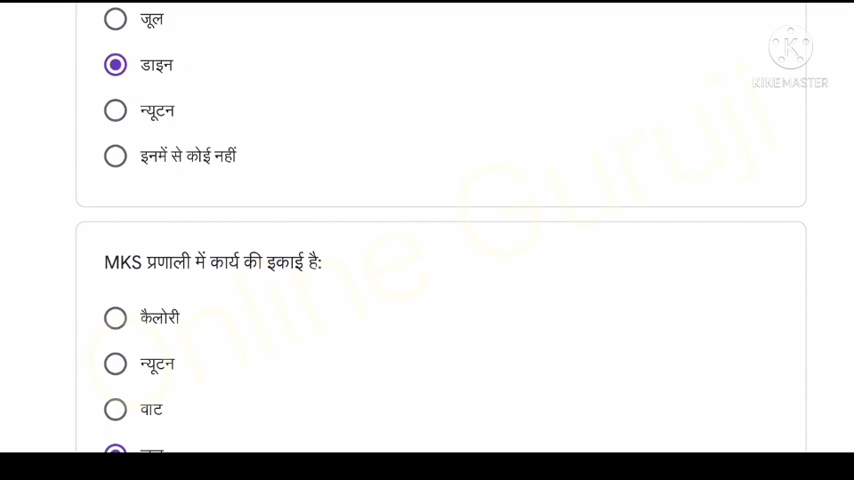 जूल
डाइन
न्यूटन
इनमें से कोई नहीं
MKS प्रणाली में कार्य की इकाई है:
कैलोरी
न्यूटन
वाट
K
KINEMASTER
Online Guruji